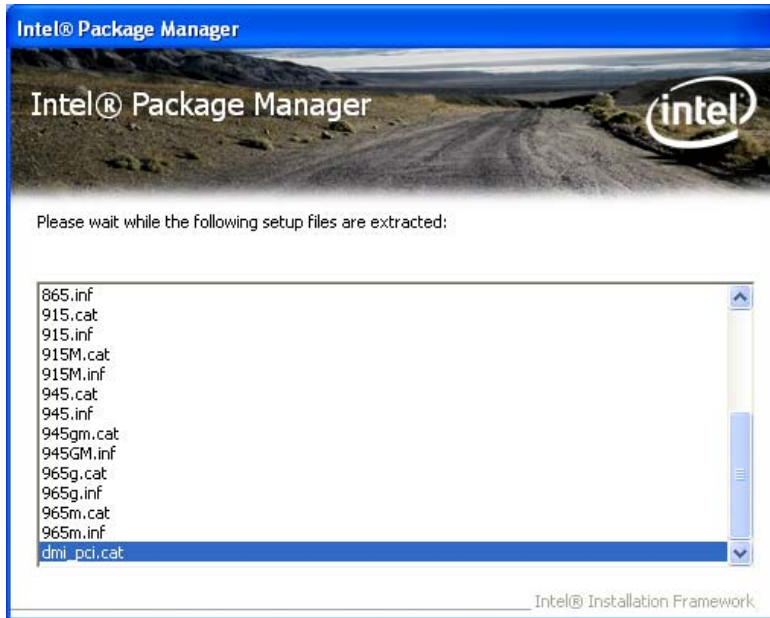 Intel® Package Manager
Intel® Package Manager
intel
Please wait while the following setup files are extracted:
865.inf
915.cat
915.inf
915M.cat
915M.inf
945.cat
945.inf
945gm.cat
945GM.inf
965g.cat
965g.inf
965m.cat
965m.inf
dmi_pci.cat
Intel® Installation Framework